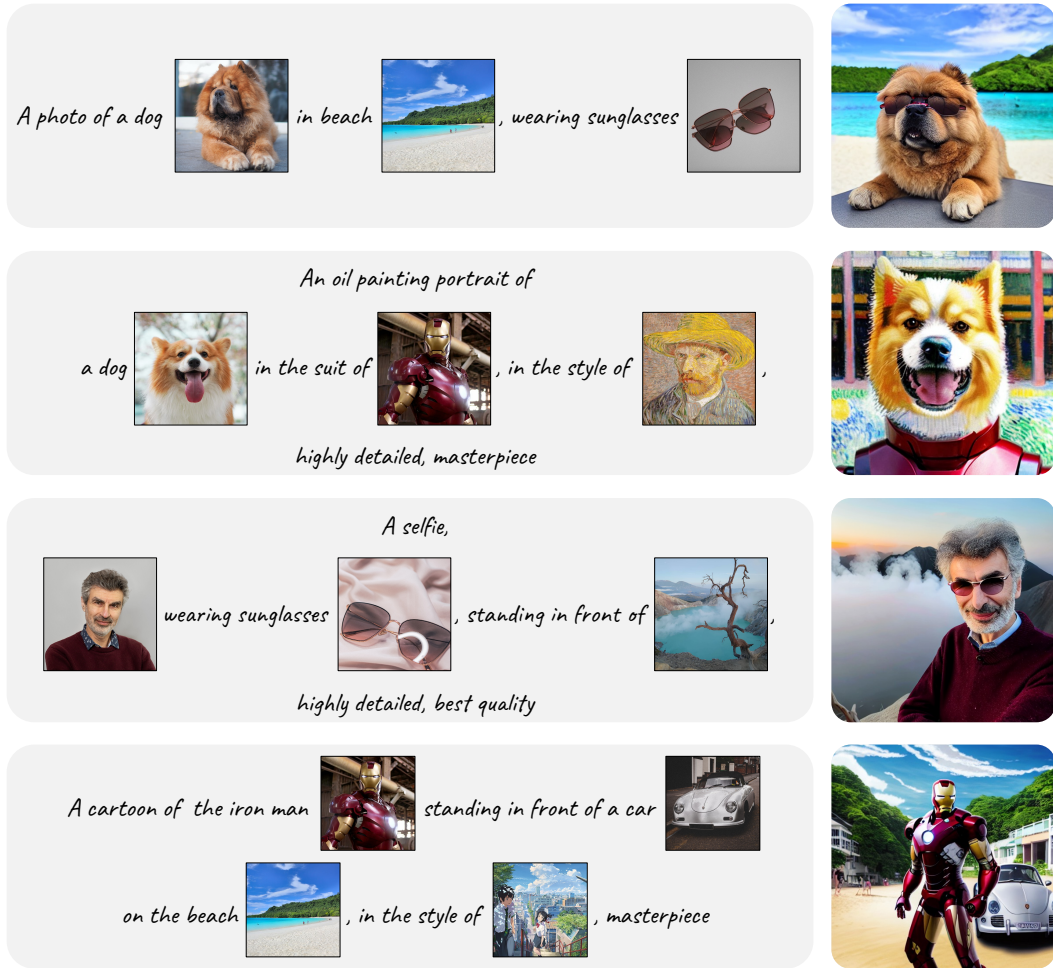 A photo of a dog in beach , wearing sunglasses
An oil painting portrait of
a dog in the suit of , in the style of ,
highly detailed, masterpiece
A selfie,
wearing sunglasses , standing in front of ,
highly detailed, best quality
A cartoon of the iron man standing in front of a car
on the beach , in the style of , masterpiece